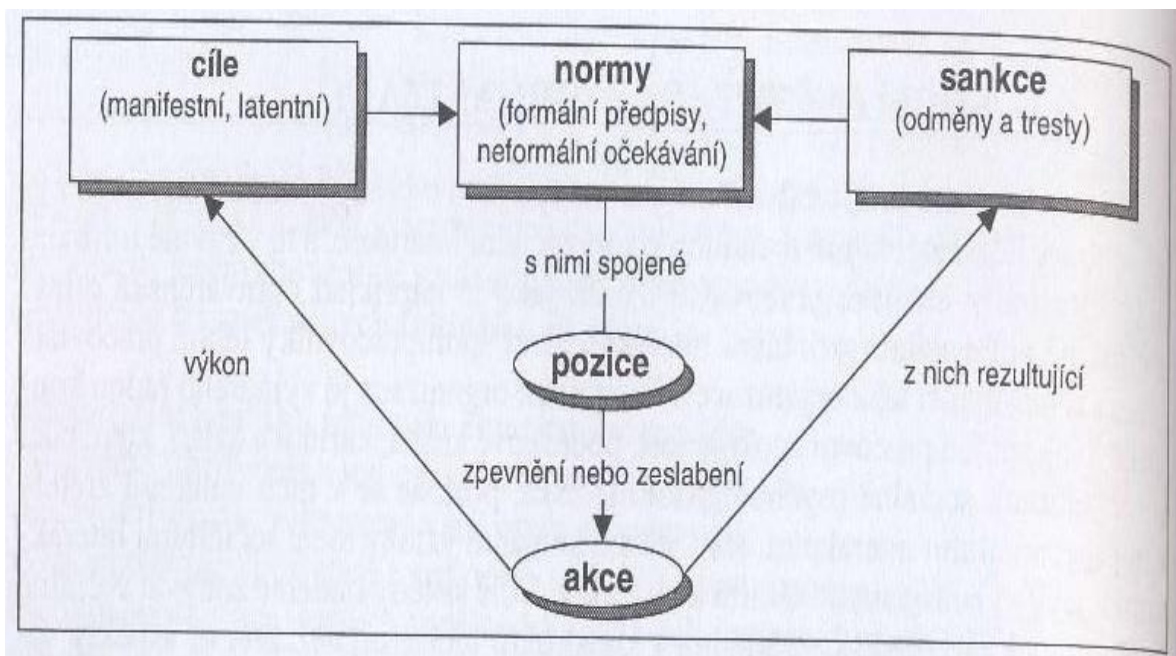 cíle
(manifestní, latentní)
normy
(formální předpisy,
neformální očekávání)
sankce
(odměny a tresty)
s nimi spojené
výkon
pozice
z nich rezultující
zpevnění nebo zeslabení
akce